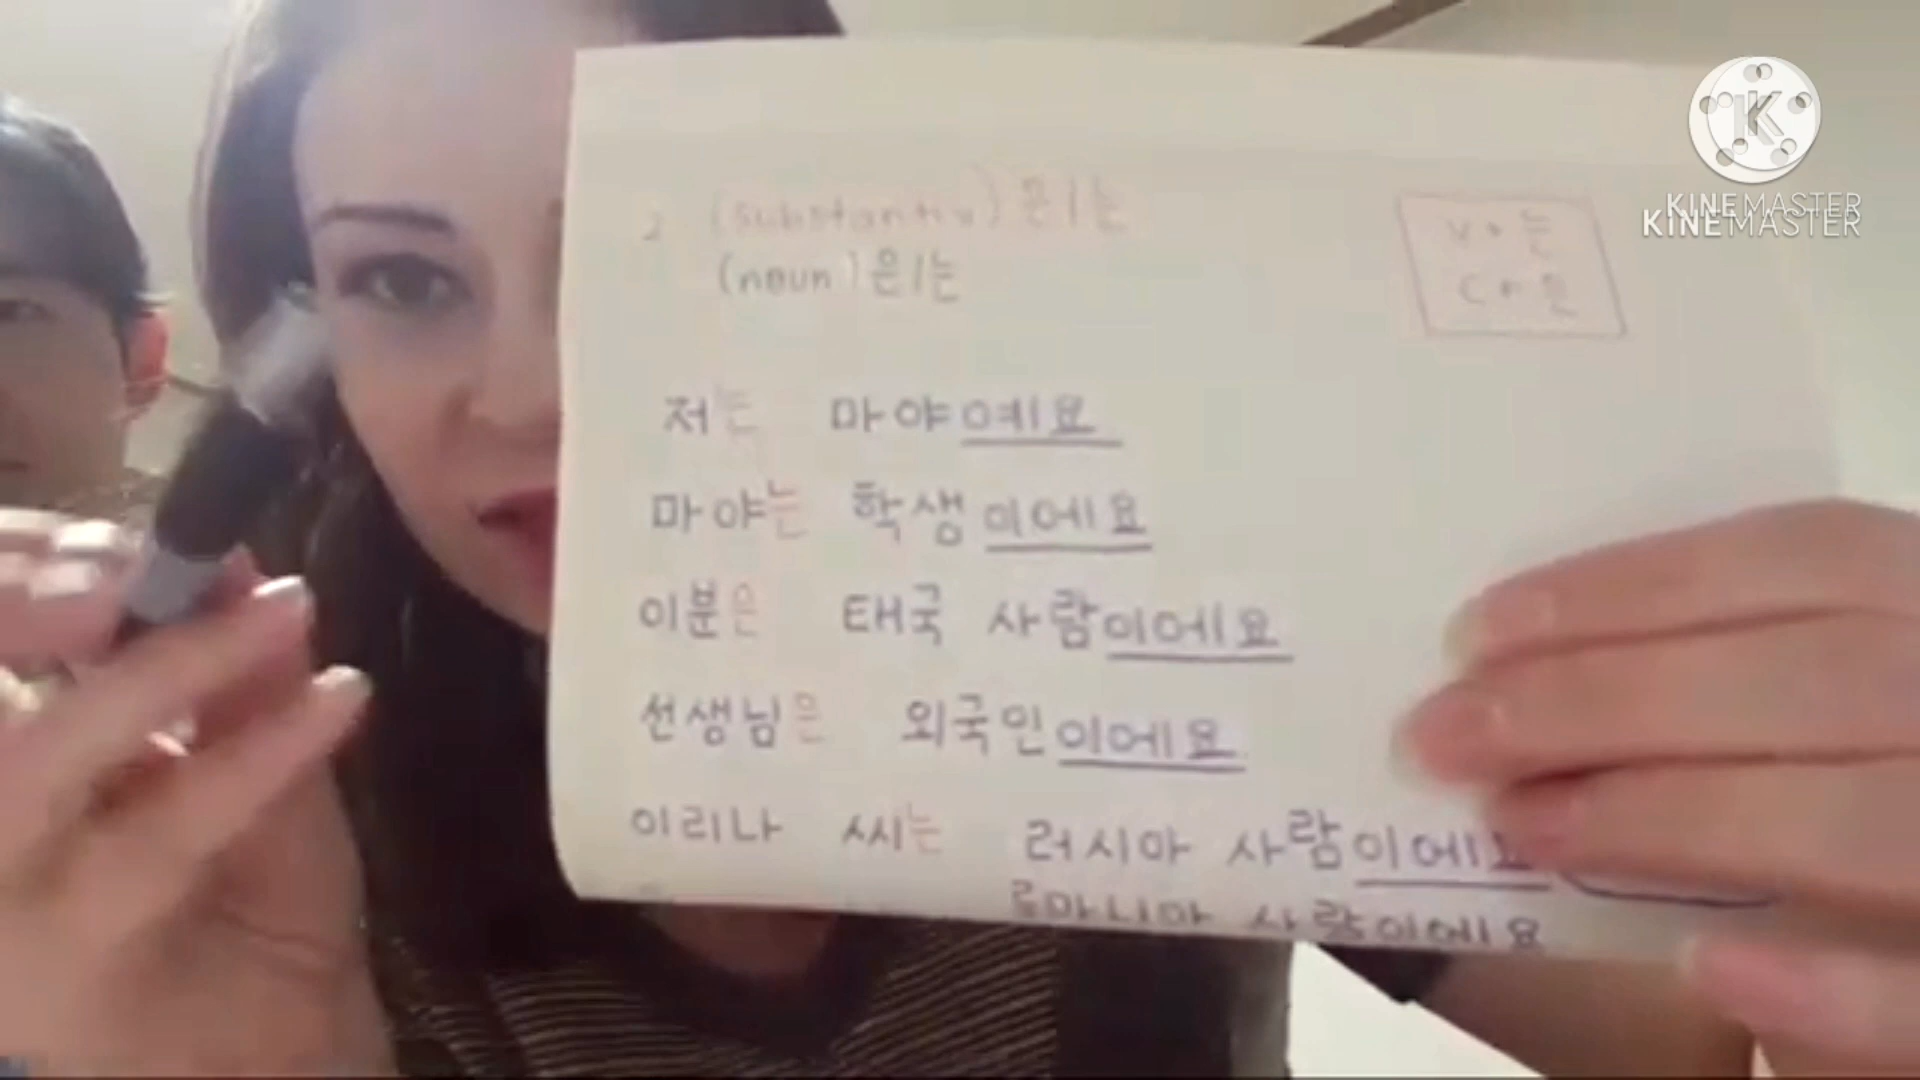 2 (substantiv) 은/는
(noun) 은/는
V + 는
C + 은
저는 마야예요
마야는 학생이에요
이분은 태국 사람이에요
선생님은 외국인이에요
이리나 씨는 러시아 사람이에요
루마니아 사람이에요
KINEMASTER
KINEMASTER